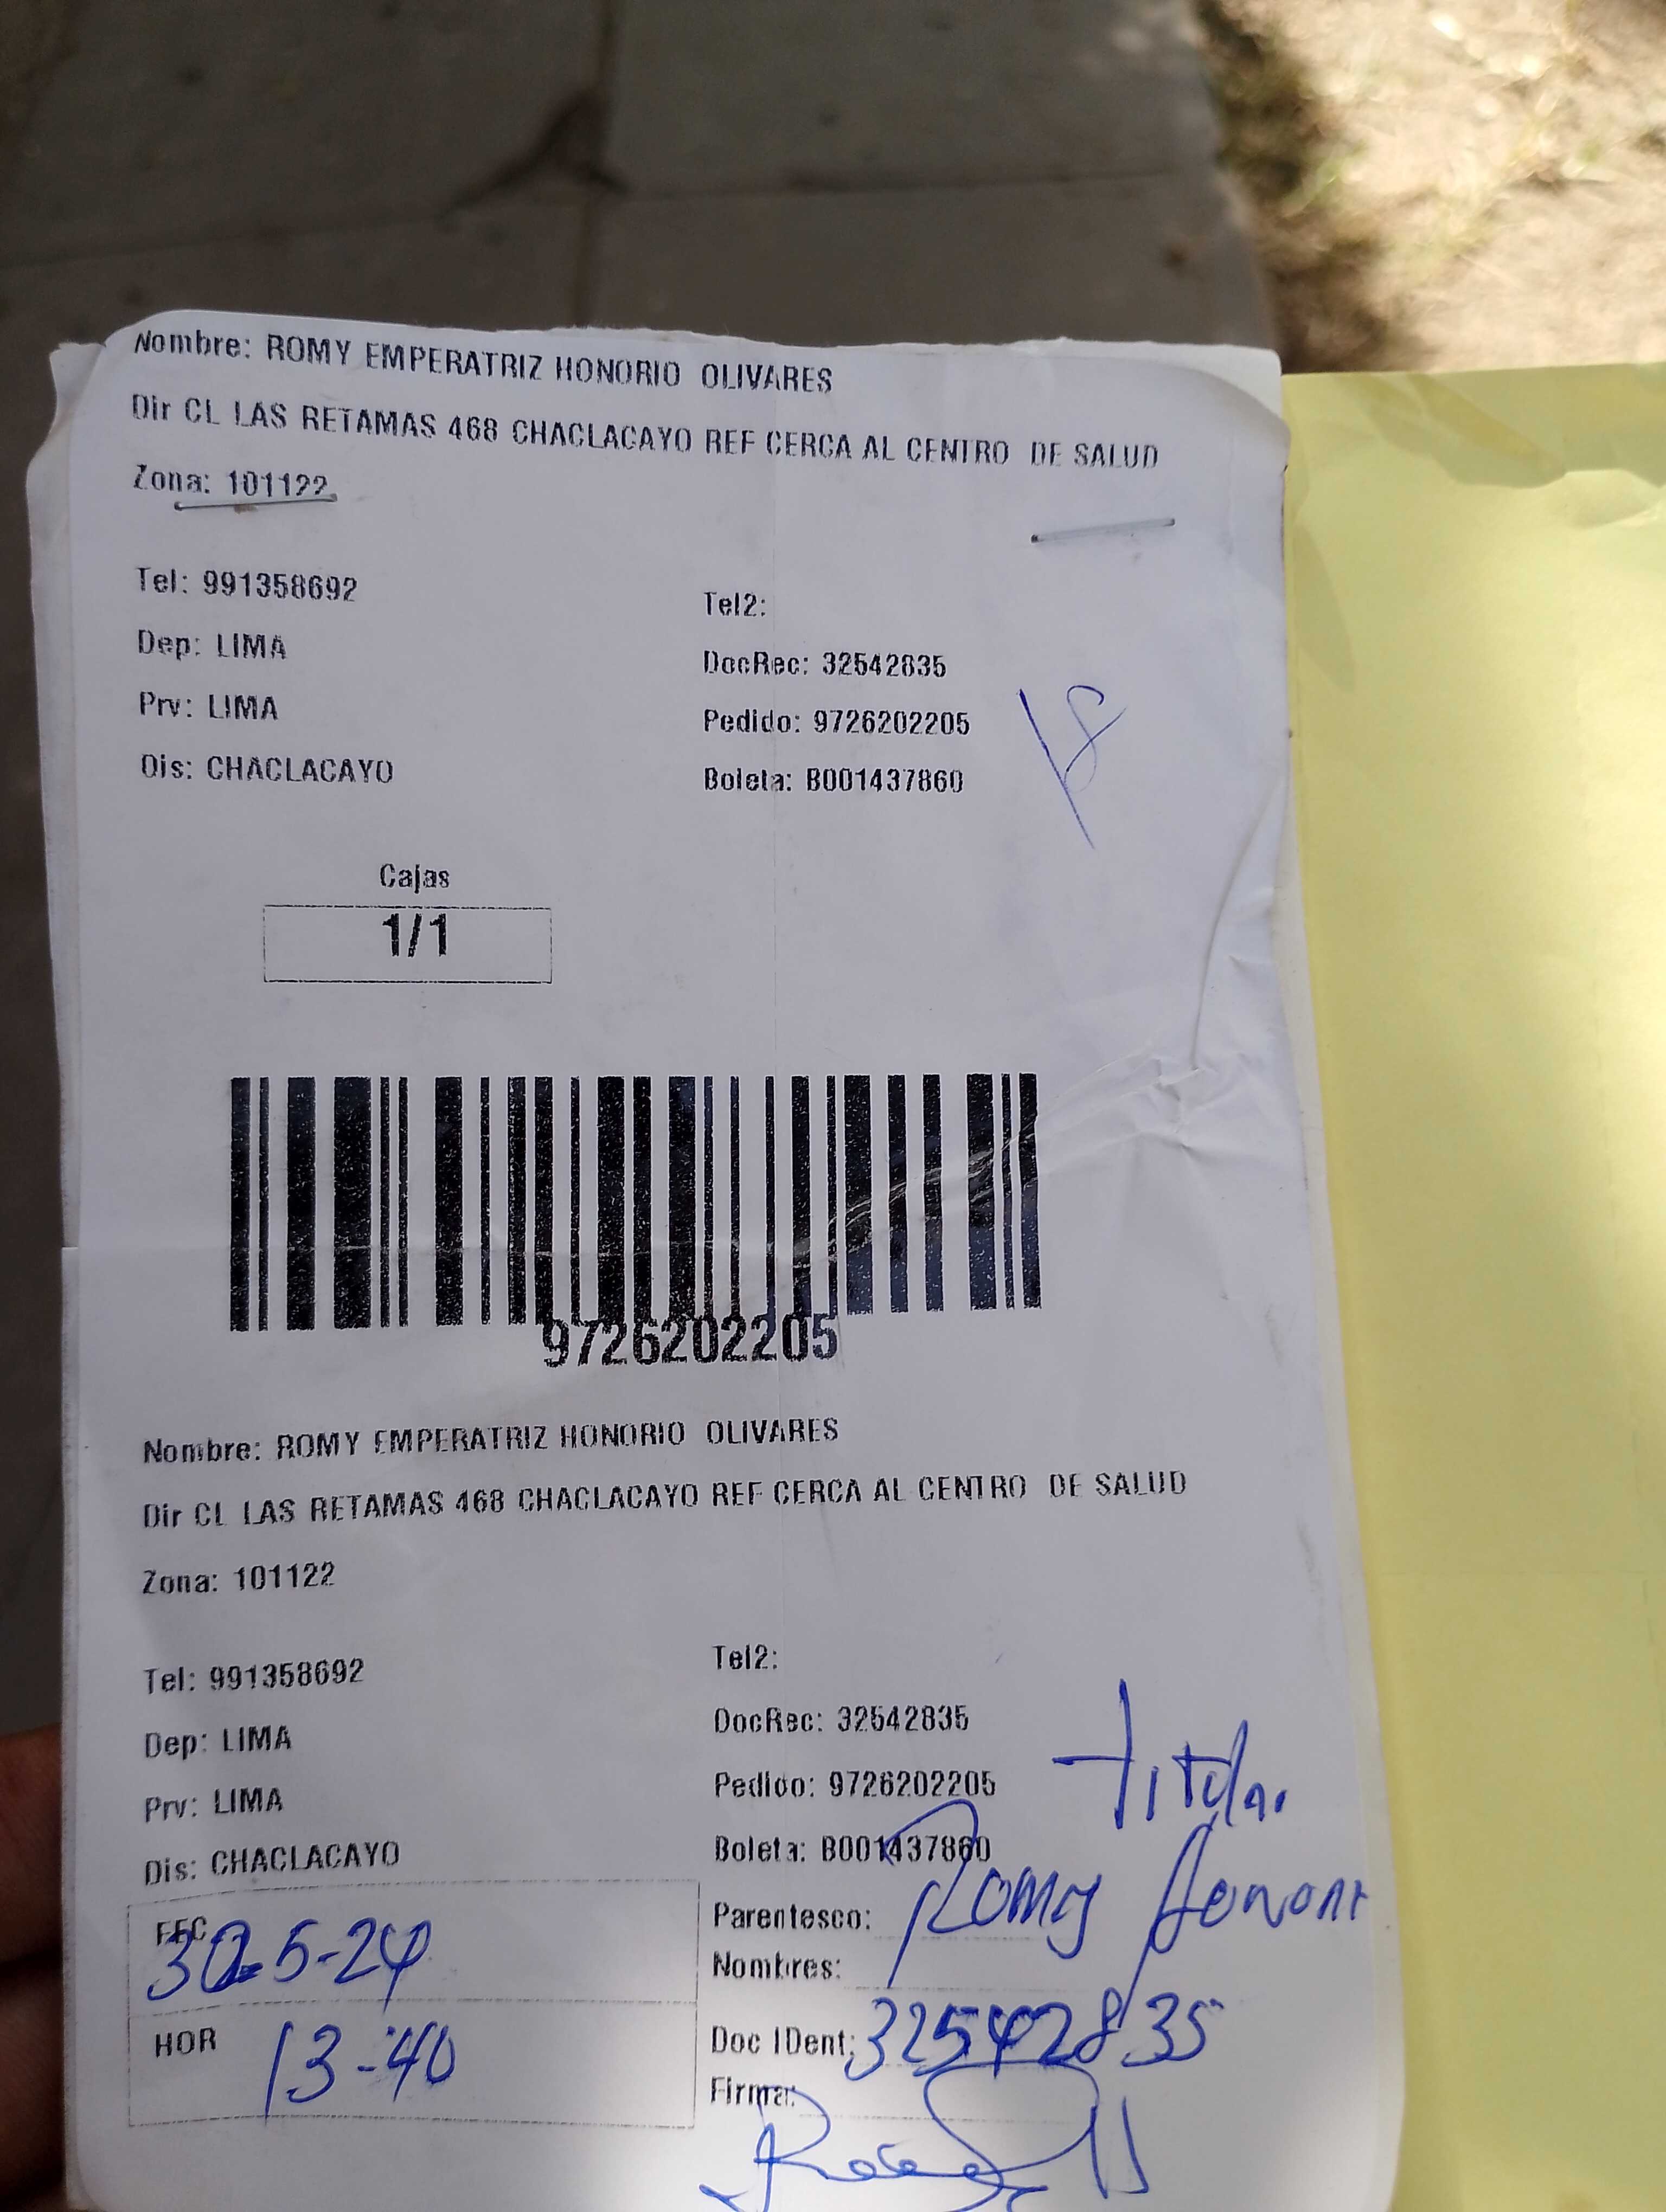 Nombre: ROMY EMPERATRIZ HONORIO OLIVARES
Dir CL LAS RETAMAS 468 CHACLACAYO REF CERCA AL CENTRO DE SALUD
Zona: 101122
Tel: 991358692
Tel2:
Dep: LIMA
DocRec: 32542835
Prv: LIMA
Pedido: 9726202205
Dis: CHACLACAYO
Boleta: B001437860
Cajas
1/1
9726202205
Nombre: ROMY EMPERATRIZ HONORIO OLIVARES
Dir CL LAS RETAMAS 468 CHACLACAYO REF CERCA AL CENTRO DE SALUD
Zona: 101122
Tel: 991358692
Tel2:
Dep: LIMA
DocRec: 32542835
Prv: LIMA
Pedido: 9726202205
Titular
Dis: CHACLACAYO
Boleta: B001437860
Parentesco: Romy
FEC 30-5-24
Nombres:
HOR 13-40
Doc IDent: 32542835
Firma: